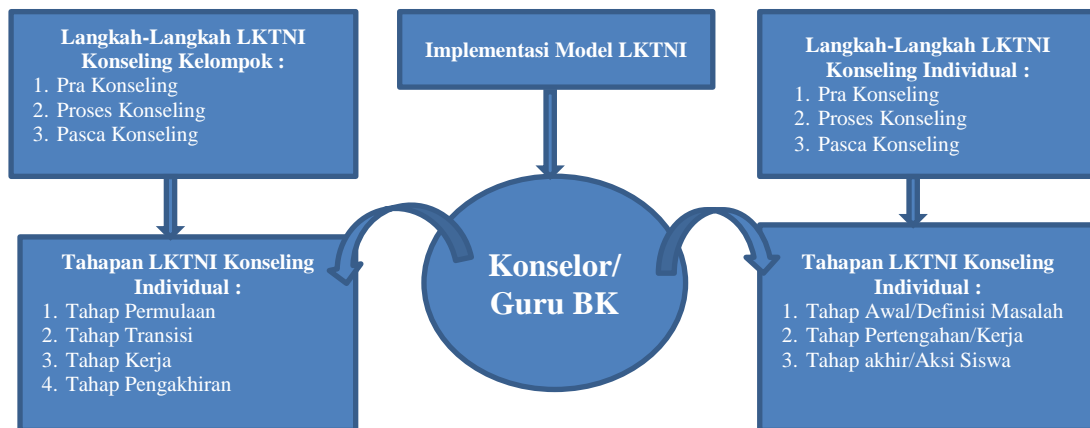 Langkah-Langkah LKTNI
Konseling Kelompok :
1. Pra Konseling
2. Proses Konseling
3. Pasca Konseling
Implementasi Model LKTNI
Langkah-Langkah LKTNI
Konseling Individual :
1. Pra Konseling
2. Proses Konseling
3. Pasca Konseling
Tahapan LKTNI Konseling
Individual :
1. Tahap Permulaan
2. Tahap Transisi
3. Tahap Kerja
4. Tahap Pengakhiran
Konselor/
Guru BK
Tahapan LKTNI Konseling
Individual :
1. Tahap Awal/Definisi Masalah
2. Tahap Pertengahan/Kerja
3. Tahap akhir/Aksi Siswa